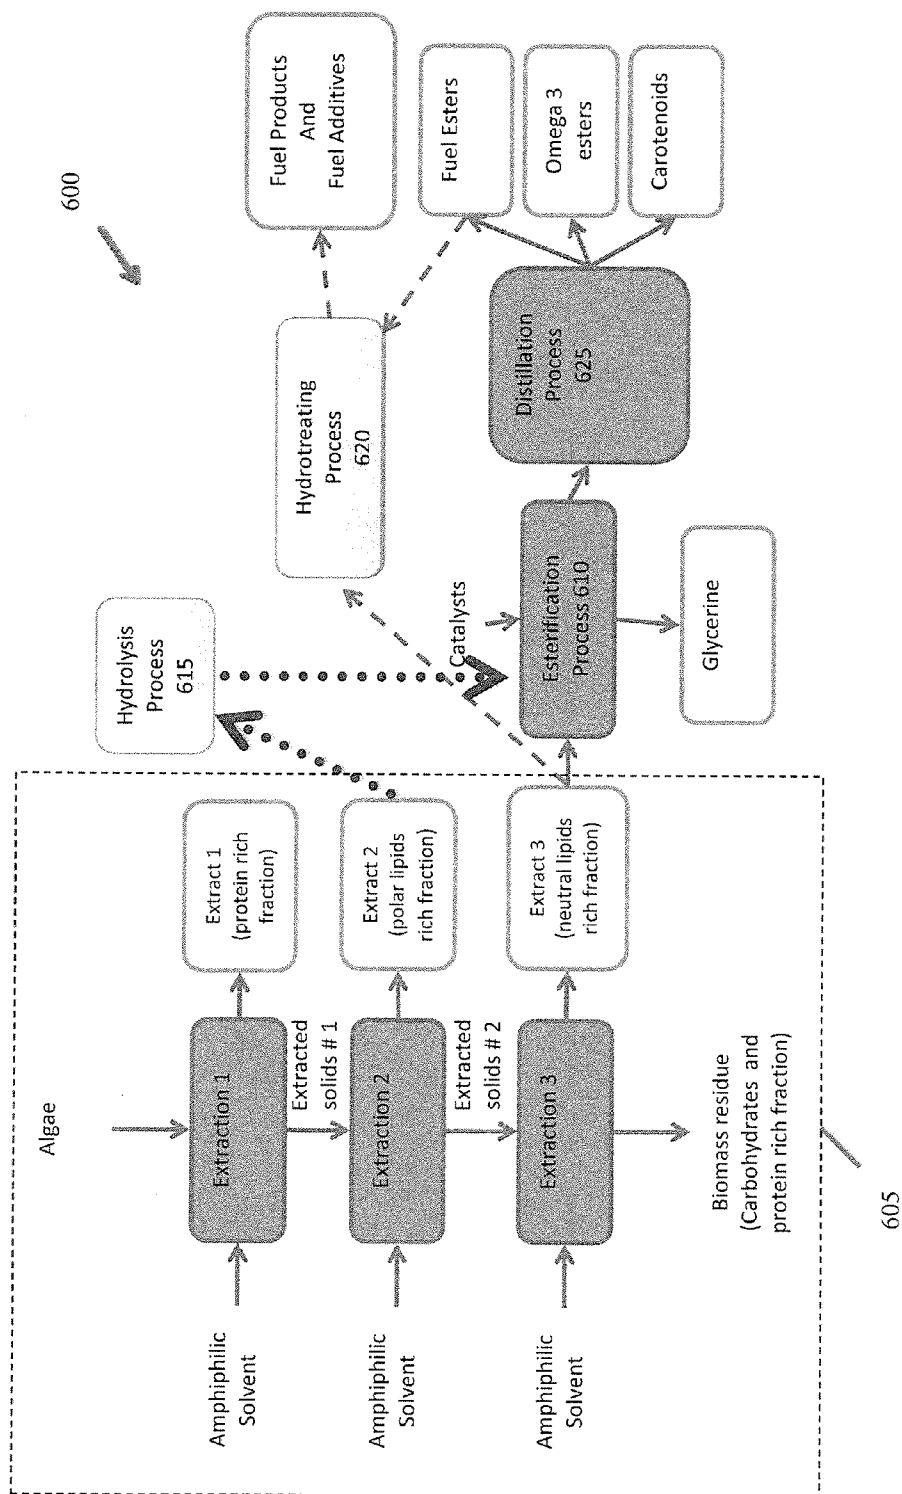 600
Algae
Amphiphilic
Solvent
Extraction 1
Extract 1
(protein rich
fraction)
Extracted
solids # 1
Amphiphilic
Solvent
Extraction 2
Extract 2
(polar lipids
rich fraction)
Extracted
solids # 2
Amphiphilic
Solvent
Extraction 3
Extract 3
(neutral lipids
rich fraction)
Biomass residue
(Carbohydrates and
protein rich fraction)
605
Hydrolysis
Process
615
Catalysts
Esterification
Process 610
Glycerine
Hydrotreating
Process
620
Distillation
Process
625
Fuel Products
And
Fuel Additives
Fuel Esters
Omega 3
esters
Carotenoids